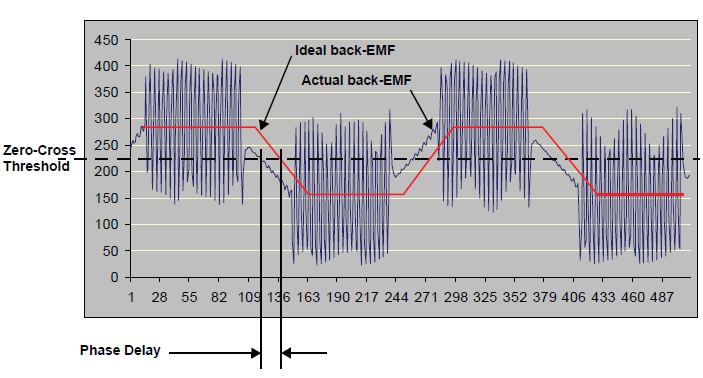 450
400
350
300
250
200
150
100
50
0
Ideal back-EMF
Actual back-EMF
Zero-Cross
Threshold
1 28 55 82 109 136 163 190 217 244 271 298 325 352 379 406 433 460 487
Phase Delay